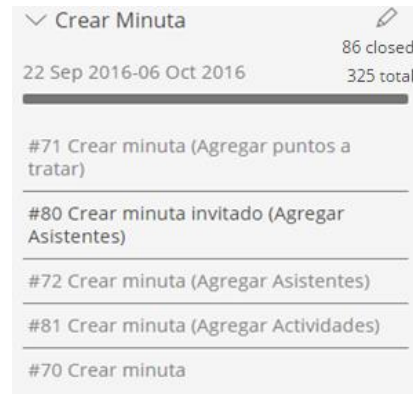 Crear Minuta
86 closed
22 Sep 2016-06 Oct 2016
325 total
#71 Crear minuta (Agregar puntos a
tratar)
#80 Crear minuta invitado (Agregar
Asistentes)
#72 Crear minuta (Agregar Asistentes)
#81 Crear minuta (Agregar Actividades)
#70 Crear minuta